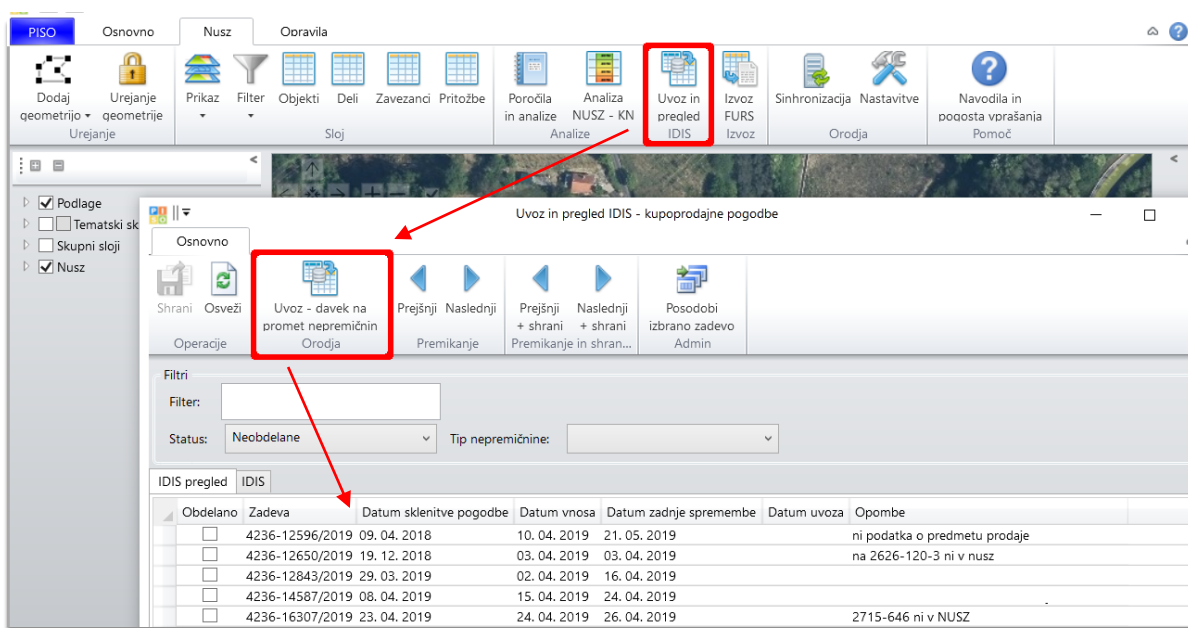 PISO Osnovno Nusz Opravila
Dodaj geometrijo Urejanje geometrije Prikaz Filter Objekti Deli Zavezanci Pritožbe Poročila in analize Analiza NUSZ - KN Uvoz in pregled IDIS Izvoz FURS Sinhronizacija Nastavitve Navodila in pogosta vprašanja
Urejanje Sloj Analize IDIS Izvoz Orodja Pomoč
Podlage
Tematski sk
Skupni sloji
Nusz
Uvoz in pregled IDIS - kupoprodajne pogodbe
Osnovno
Shrani Osveži Uvoz - davek na promet nepremičnin Prejšnji Naslednji Prejšnji + shrani Naslednji + shrani Posodobi izbrano zadevo
Operacije Orodja Premikanje Premikanje in shran... Admin
Filtri
Filter:
Status: Neobdelane Tip nepremičnine:
IDIS pregled IDIS
Obdelano Zadeva Datum sklenitve pogodbe Datum vnosa Datum zadnje spremembe Datum uvoza Opombe
4236-12596/2019 09. 04. 2018 10. 04. 2019 21. 05. 2019 ni podatka o predmetu prodaje
4236-12650/2019 19. 12. 2018 03. 04. 2019 03. 04. 2019 na 2626-120-3 ni v nusz
4236-12843/2019 29. 03. 2019 02. 04. 2019 16. 04. 2019
4236-14587/2019 08. 04. 2019 15. 04. 2019 24. 04. 2019
4236-16307/2019 23. 04. 2019 24. 04. 2019 26. 04. 2019 2715-646 ni v NUSZ